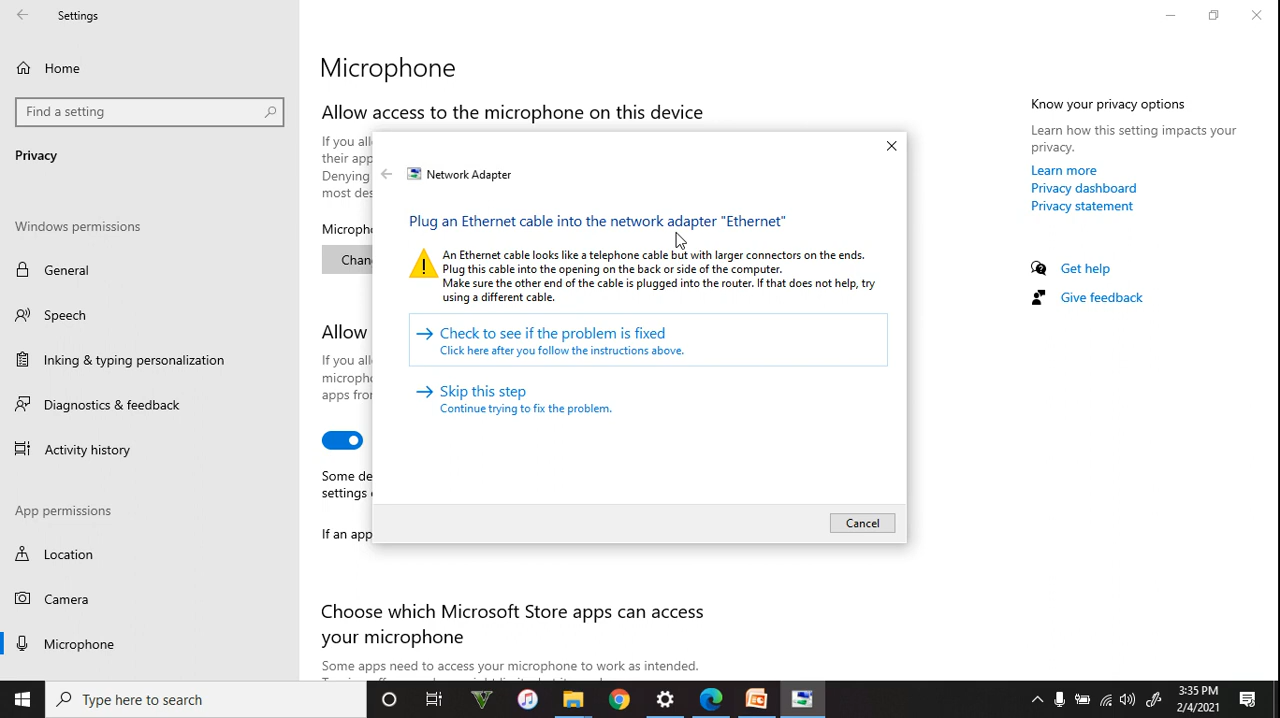 Settings
Home
Find a setting
Privacy
Windows permissions
General
Speech
Inking & typing personalization
Diagnostics & feedback
Activity history
App permissions
Location
Camera
Microphone
Microphone
Allow access to the microphone on this device
If you all
their app
Denying
most des
Micropho
Chan
Allow
If you all
micropho
apps from
Some de
settings
If an app
Choose which Microsoft Store apps can access
your microphone
Some apps need to access your microphone to work as intended.
Network Adapter
Plug an Ethernet cable into the network adapter "Ethernet"
An Ethernet cable looks like a telephone cable but with larger connectors on the ends.
Plug this cable into the opening on the back or side of the computer.
Make sure the other end of the cable is plugged into the router. If that does not help, try
using a different cable.
Check to see if the problem is fixed
Click here after you follow the instructions above.
Skip this step
Continue trying to fix the problem.
Cancel
Know your privacy options
Learn how this setting impacts your
privacy.
Learn more
Privacy dashboard
Privacy statement
Get help
Give feedback
Type here to search
3:35 PM
2/4/2021